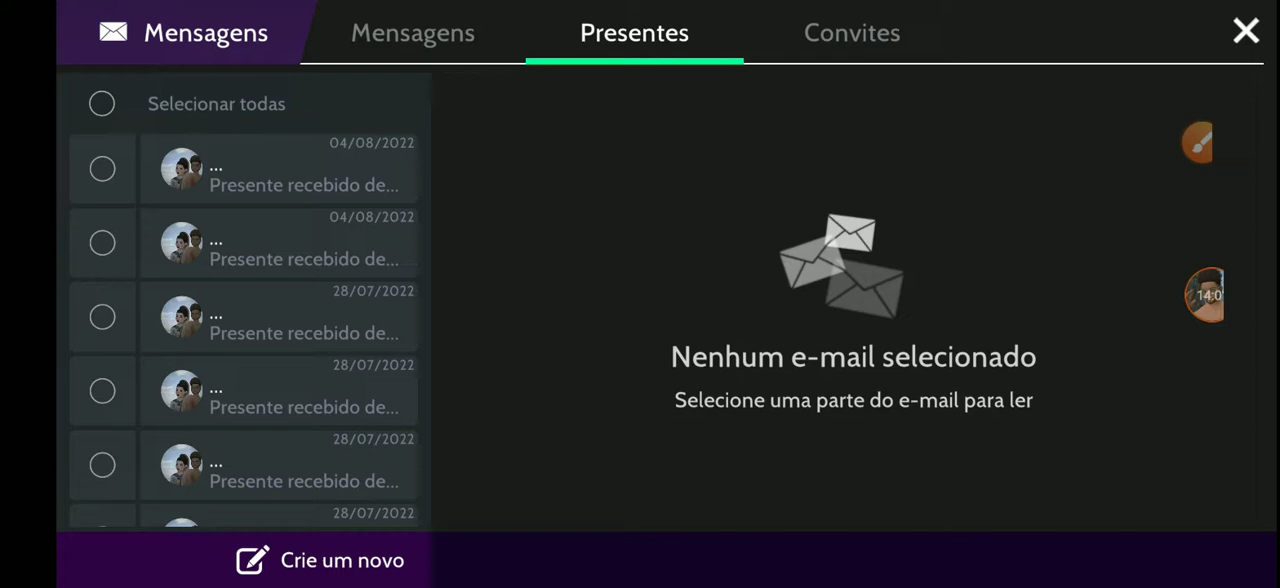 Mensagens
Mensagens
Presentes
Convites
Selecionar todas
04/08/2022
...
Presente recebido de...
04/08/2022
...
Presente recebido de...
28/07/2022
...
Presente recebido de...
28/07/2022
...
Presente recebido de...
28/07/2022
...
Presente recebido de...
28/07/2022
Nenhum e-mail selecionado
Selecione uma parte do e-mail para ler
14:0
Crie um novo